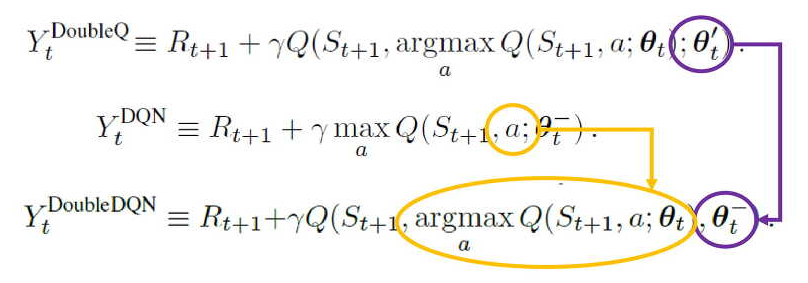 Y_t^DoubleQ ≡ R_{t+1} + γQ(S_{t+1}, argmax_a Q(S_{t+1}, a; θ_t); θ′_t) .
Y_t^DQN ≡ R_{t+1} + γ max_a Q(S_{t+1}, a; θ_t^−) .
Y_t^DoubleDQN ≡ R_{t+1}+γQ(S_{t+1}, argmax_a Q(S_{t+1}, a; θ_t), θ_t^−) .